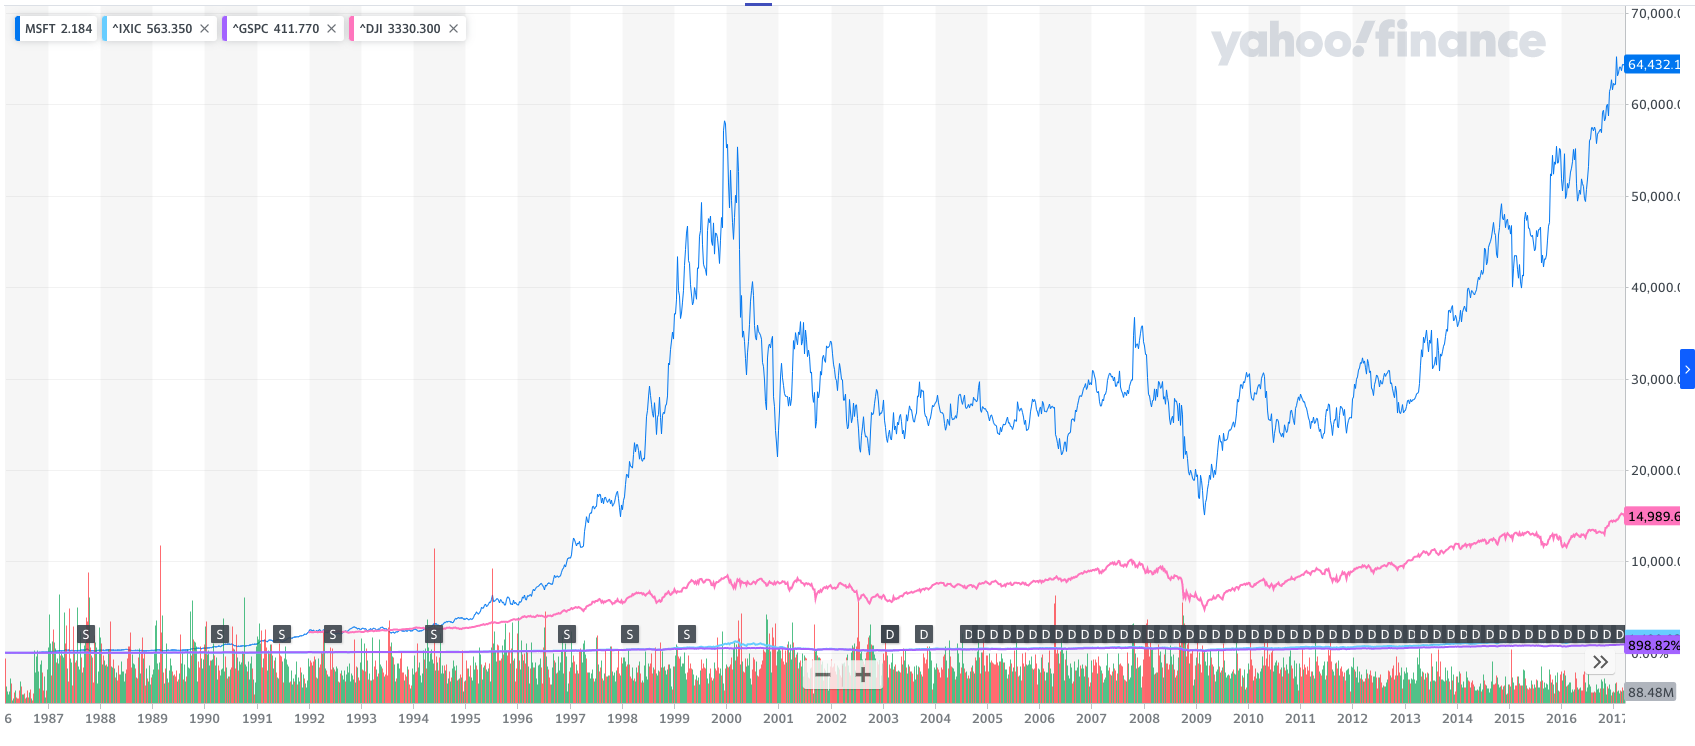 MSFT 2.184 ^IXIC 563.350 ^GSPC 411.770 ^DJI 3330.300
yahoo!finance
70,000.0
64,432.1
60,000.0
50,000.0
40,000.0
30,000.0
20,000.0
14,989.6
10,000.0
S S S S S S S S D D D D D D D D D D D D D D D D D D D D D D D D D D D D D D D D D D D D D D D D D D D D D D D D D D D D D D D D D D D D D
898.82%
88.48M
6 1987 1988 1989 1990 1991 1992 1993 1994 1995 1996 1997 1998 1999 2000 2001 2002 2003 2004 2005 2006 2007 2008 2009 2010 2011 2012 2013 2014 2015 2016 2017